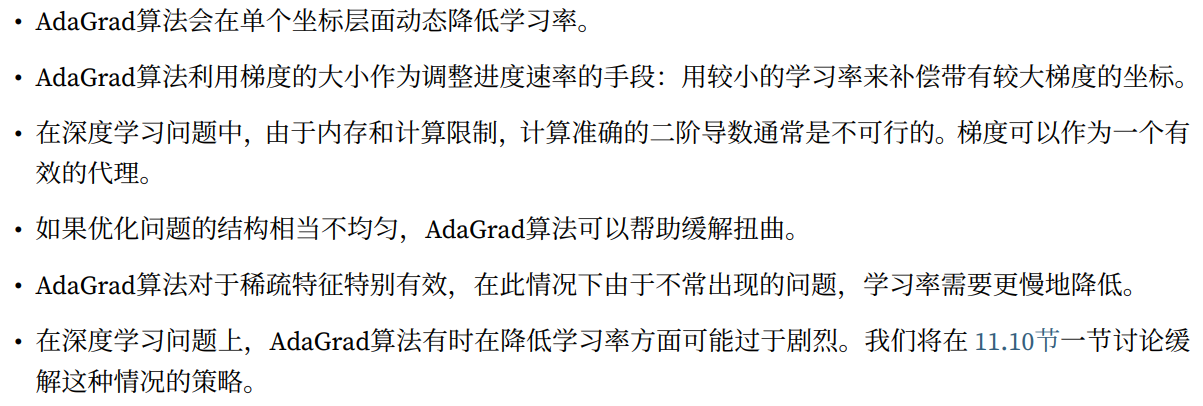 • AdaGrad算法会在单个坐标层面动态降低学习率。
• AdaGrad算法利用梯度的大小作为调整进度速率的手段：用较小的学习率来补偿带有较大梯度的坐标。
• 在深度学习问题中，由于内存和计算限制，计算准确的二阶导数通常是不可行的。梯度可以作为一个有
效的代理。
• 如果优化问题的结构相当不均匀，AdaGrad算法可以帮助缓解扭曲。
• AdaGrad算法对于稀疏特征特别有效，在此情况下由于不常出现的问题，学习率需要更慢地降低。
• 在深度学习问题上，AdaGrad算法有时在降低学习率方面可能过于剧烈。我们将在 11.10节一节讨论缓
解这种情况的策略。